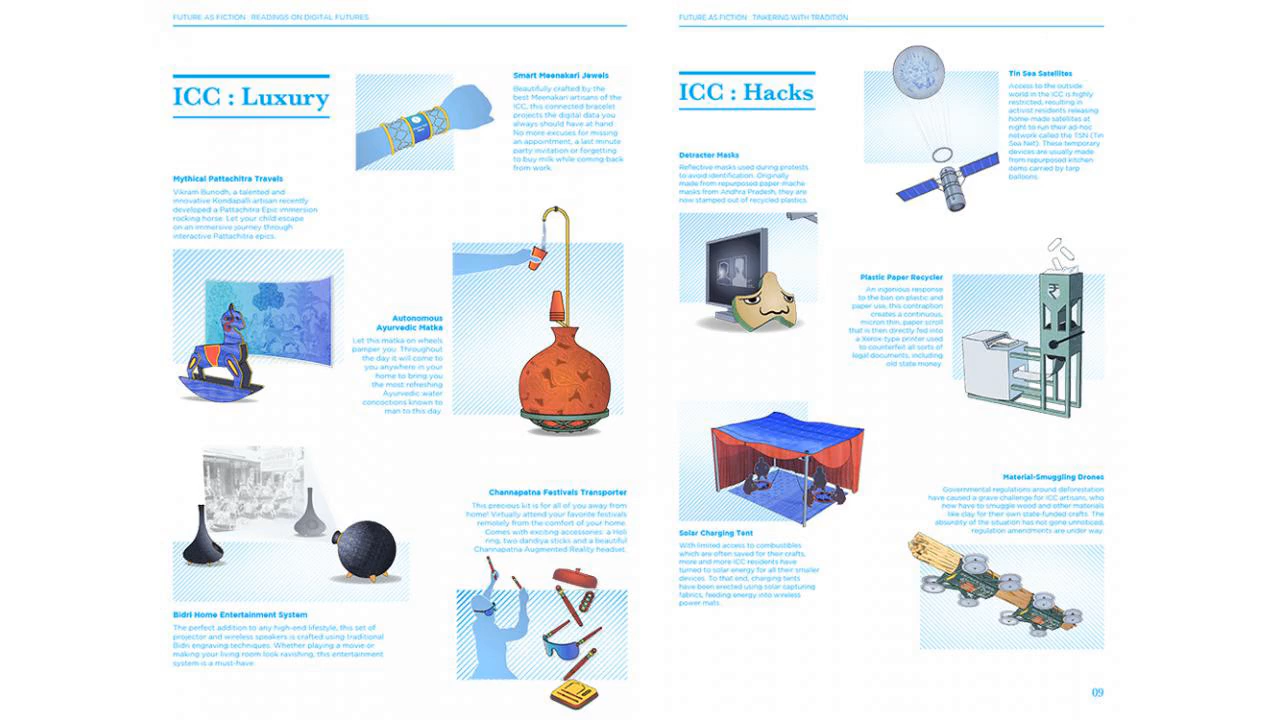 FUTURE AS FICTION READINGS ON DIGITAL FUTURES
ICC : Luxury
Smart Meenakari Jewels
Beautifully crafted by the
best Meenakari artisans of the
ICC, this connected bracelet
projects the digital data you
always should have at hand.
No more excuses for missing
an appointment, a last minute
party invitation or forgetting
to buy milk while coming back
from work.
Mythical Pattachitra Travels
Vikram Bunodh, a talented and
innovative Kondapalli artisan recently
developed a Pattachitra Epic immersion
rocking horse. Let your child escape
on an immersive journey through
interactive Pattachitra epics.
Autonomous
Ayurvedic Matka
Let this matka on wheels
pamper you. Throughout
the day it will come to
you anywhere in your
home to bring you
the most refreshing
Ayurvedic water
concoctions known to
man to this day.
Channapatna Festivals Transporter
This precious kit is for all of you away from
home! Virtually attend your favorite festivals
remotely from the comfort of your home.
Comes with exciting accessories: a Holi
ring, two dandiya sticks and a beautiful
Channapatna Augmented Reality headset.
Bidri Home Entertainment System
The perfect addition to any high-end lifestyle, this set of
projector and wireless speakers is crafted using traditional
Bidri engraving techniques. Whether playing a movie or
making your living room look ravishing, this entertainment
system is a must-have.
FUTURE AS FICTION TINKERING WITH TRADITION
ICC : Hacks
Tin Sea Satellites
Access to the outside
world in the ICC is highly
restricted, resulting in
activist residents releasing
home-made satellites at
night to run their ad-hoc
network called the TSN (Tin
Sea Net). These temporary
devices are usually made
from repurposed kitchen
items carried by tarp
balloons.
Detractor Masks
Reflective masks used during protests
to avoid identification. Originally
made from repurposed paper-mache
masks from Andhra Pradesh, they are
now stamped out of recycled plastics.
Plastic Paper Recycler
An ingenious response
to the ban on plastic and
paper use, this contraption
creates a continuous,
micron thin, paper scroll
that is then directly fed into
a Xerox-type printer used
to counterfeit all sorts of
legal documents, including
old state money.
₹
Solar Charging Tent
With limited access to combustibles
which are often saved for their crafts,
more and more ICC residents have
turned to solar energy for all their smaller
devices. To that end, charging tents
have been erected using solar capturing
fabrics, feeding energy into wireless
power mats.
Material-Smuggling Drones
Governmental regulations around deforestation
have caused a grave challenge for ICC artisans, who
now have to smuggle wood and other materials
like clay for their own state-funded crafts. The
absurdity of the situation has not gone unnoticed,
regulation amendments are under way.
09